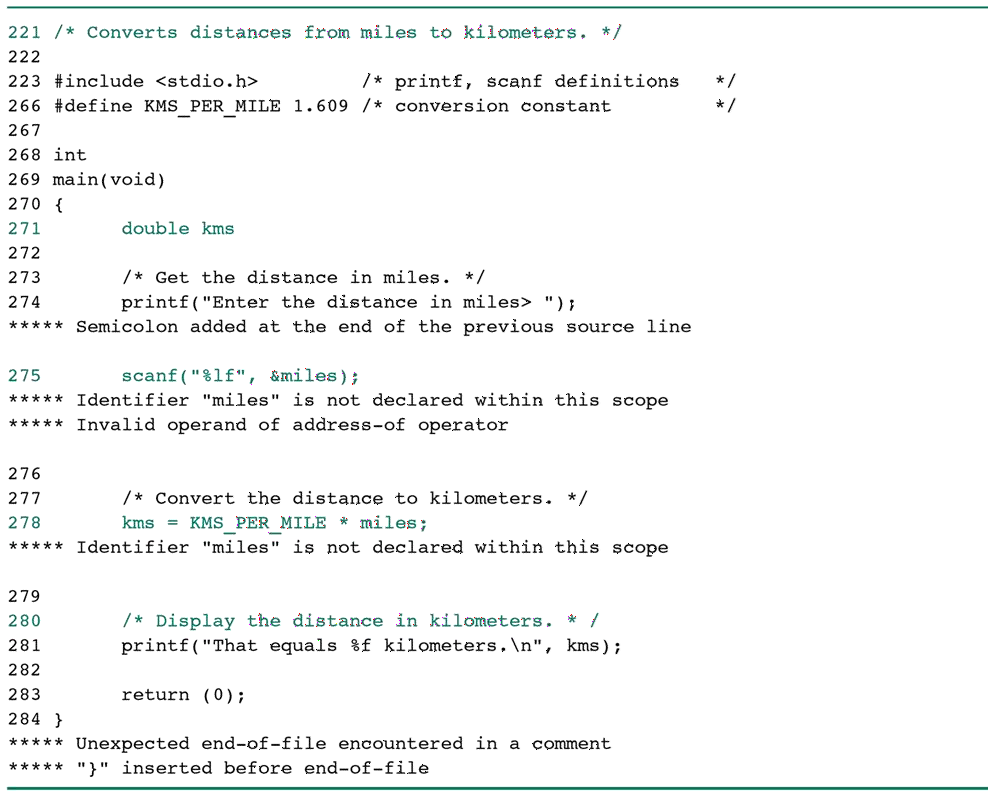 221 /* Converts distances from miles to kilometers. */
222
223 #include <stdio.h>         /* printf, scanf definitions   */
266 #define KMS_PER_MILE 1.609 /* conversion constant         */
267
268 int
269 main(void)
270 {
271       double kms
272
273       /* Get the distance in miles. */
274       printf("Enter the distance in miles> ");
***** Semicolon added at the end of the previous source line
275       scanf("%lf", &miles);
***** Identifier "miles" is not declared within this scope
***** Invalid operand of address-of operator
276
277       /* Convert the distance to kilometers. */
278       kms = KMS_PER_MILE * miles;
***** Identifier "miles" is not declared within this scope
279
280       /* Display the distance in kilometers. * /
281       printf("That equals %f kilometers.\n", kms);
282
283       return (0);
284 }
***** Unexpected end-of-file encountered in a comment
***** "}" inserted before end-of-file